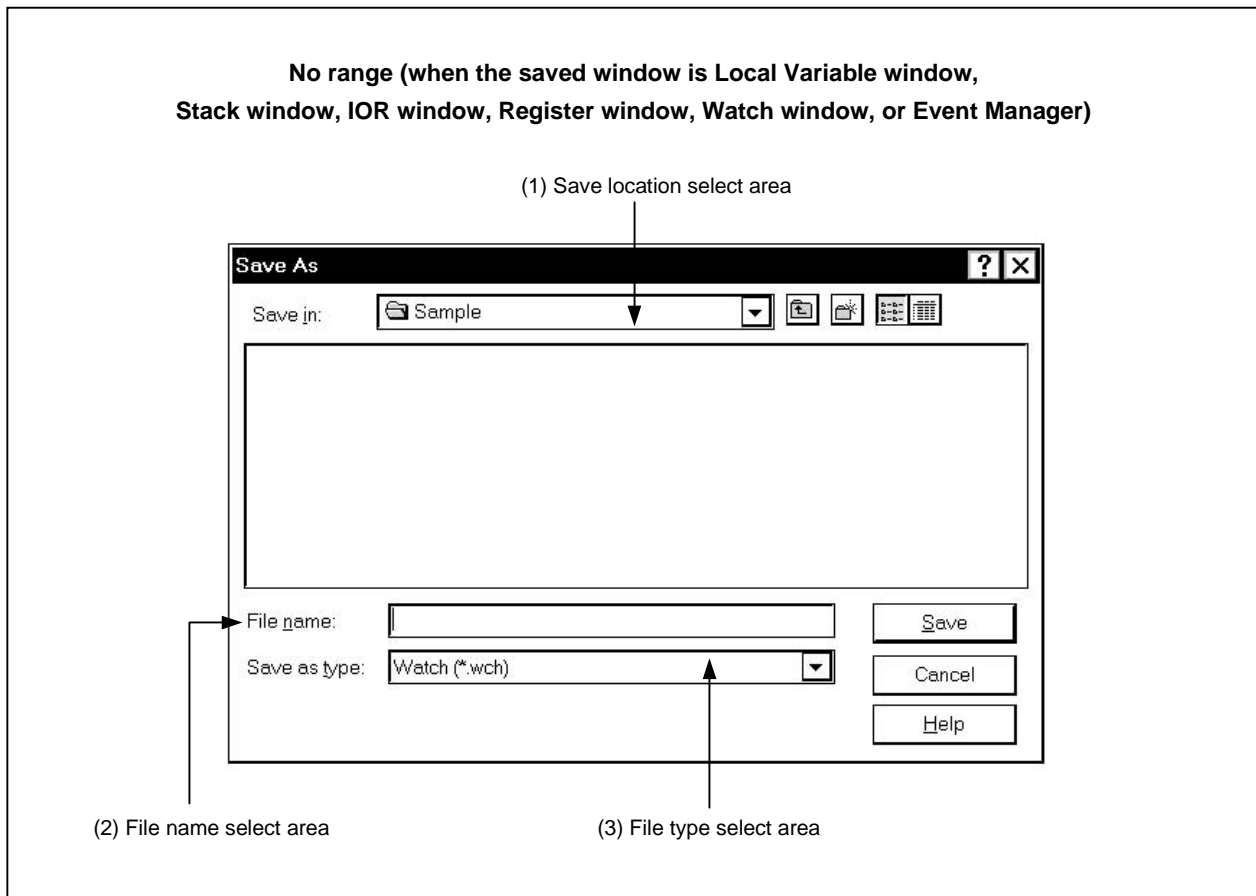 No range (when the saved window is Local Variable window,
Stack window, IOR window, Register window, Watch window, or Event Manager)
(1) Save location select area
Save As
Save in: Sample
File name:
Save
Save as type: Watch (*.wch)
Cancel
Help
(2) File name select area
(3) File type select area